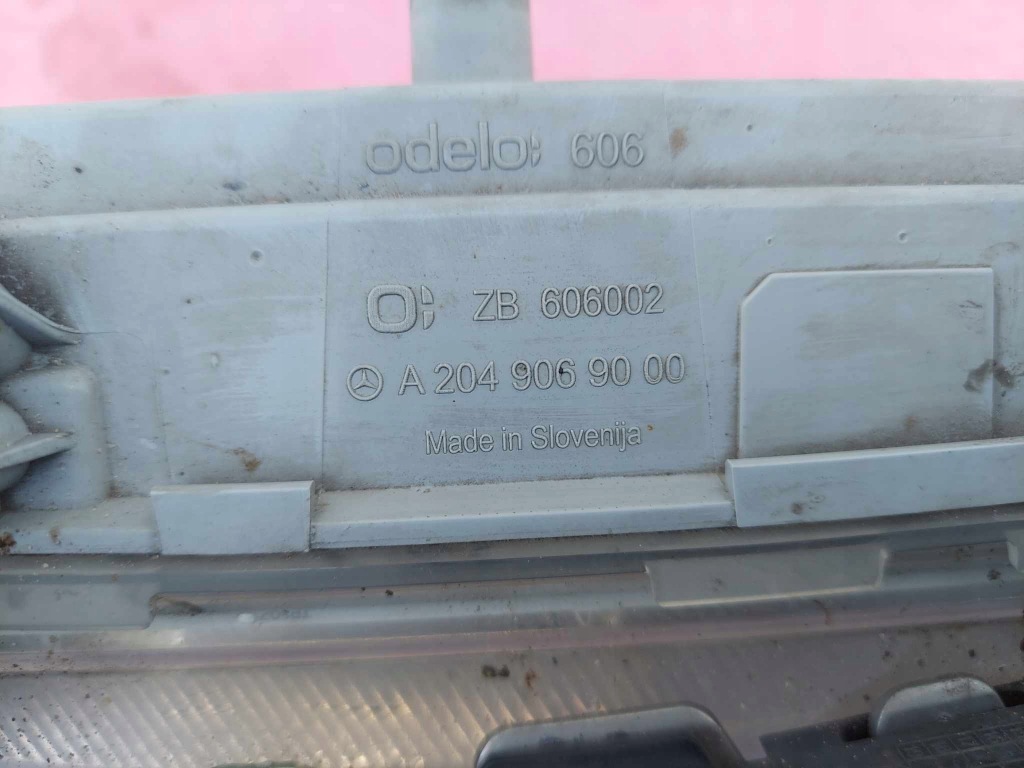 odelo 606
ZB 606002
A 204 906 90 00
Made in Slovenija